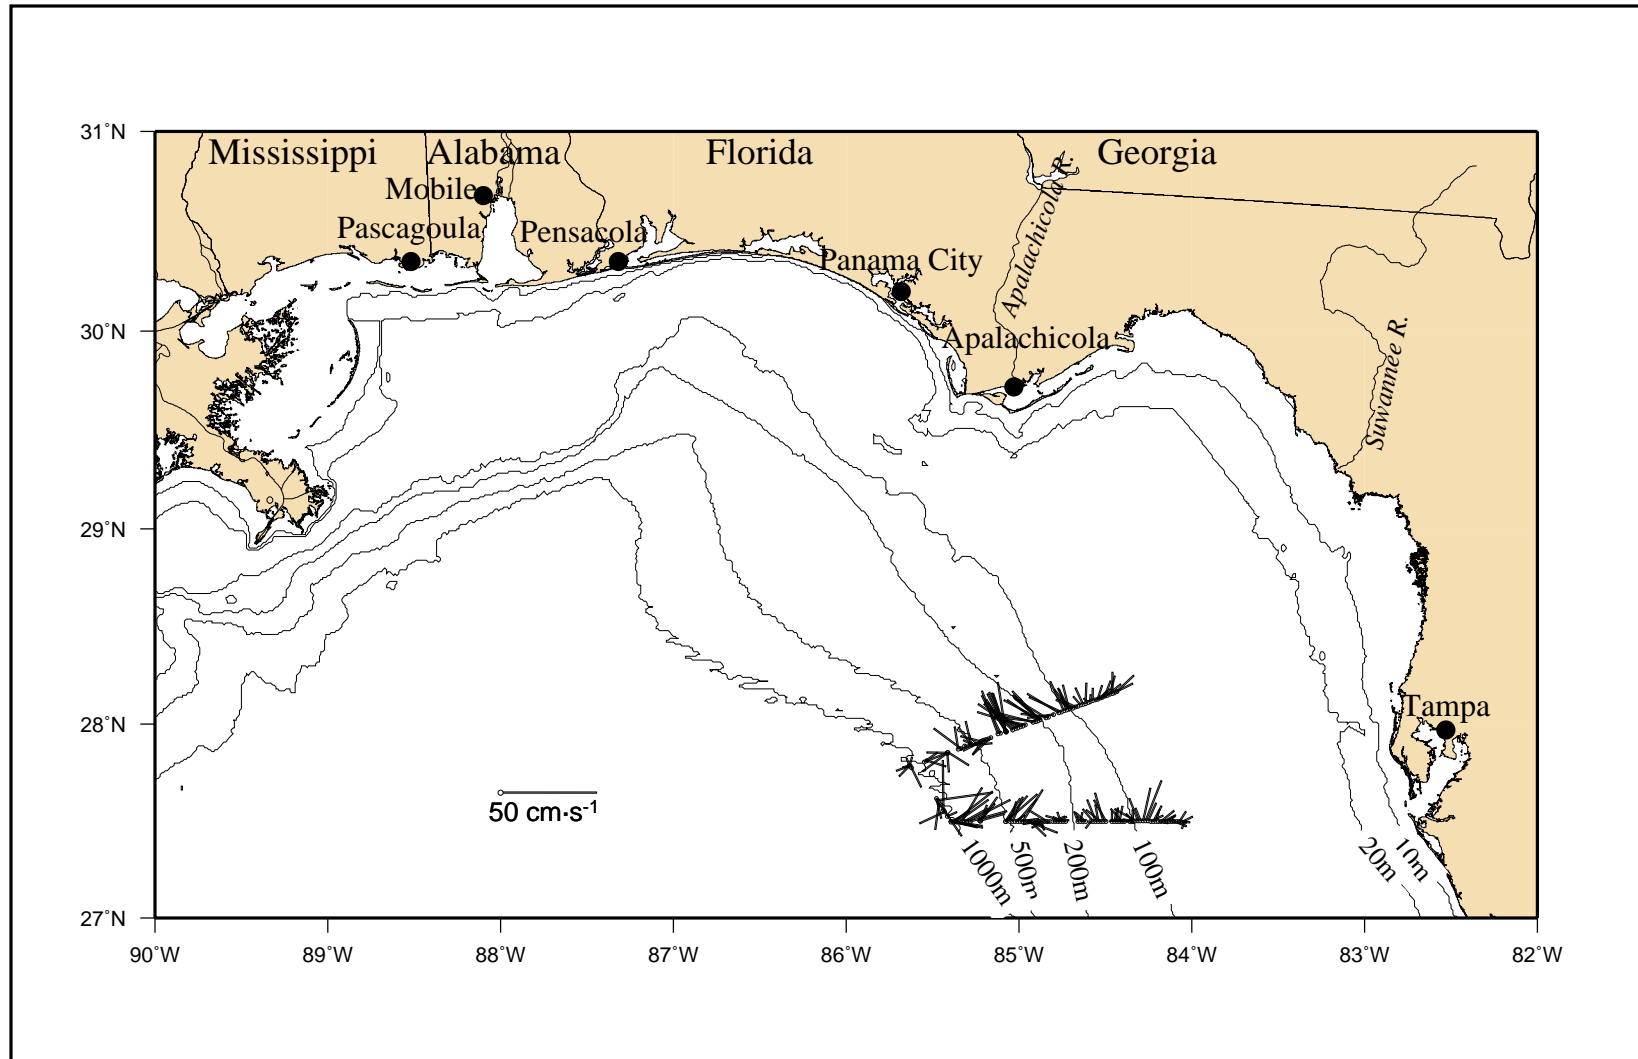 31°N
Mississippi Alabama Florida Georgia
Mobile
Apalachicola R.
Pascagoula Pensacola
Panama City
30°N
Apalachicola
Suwannee R.
29°N
28°N
Tampa
50 cm·s-1
1000m 500m 200m 100m 20m 10m
27°N
90°W 89°W 88°W 87°W 86°W 85°W 84°W 83°W 82°W